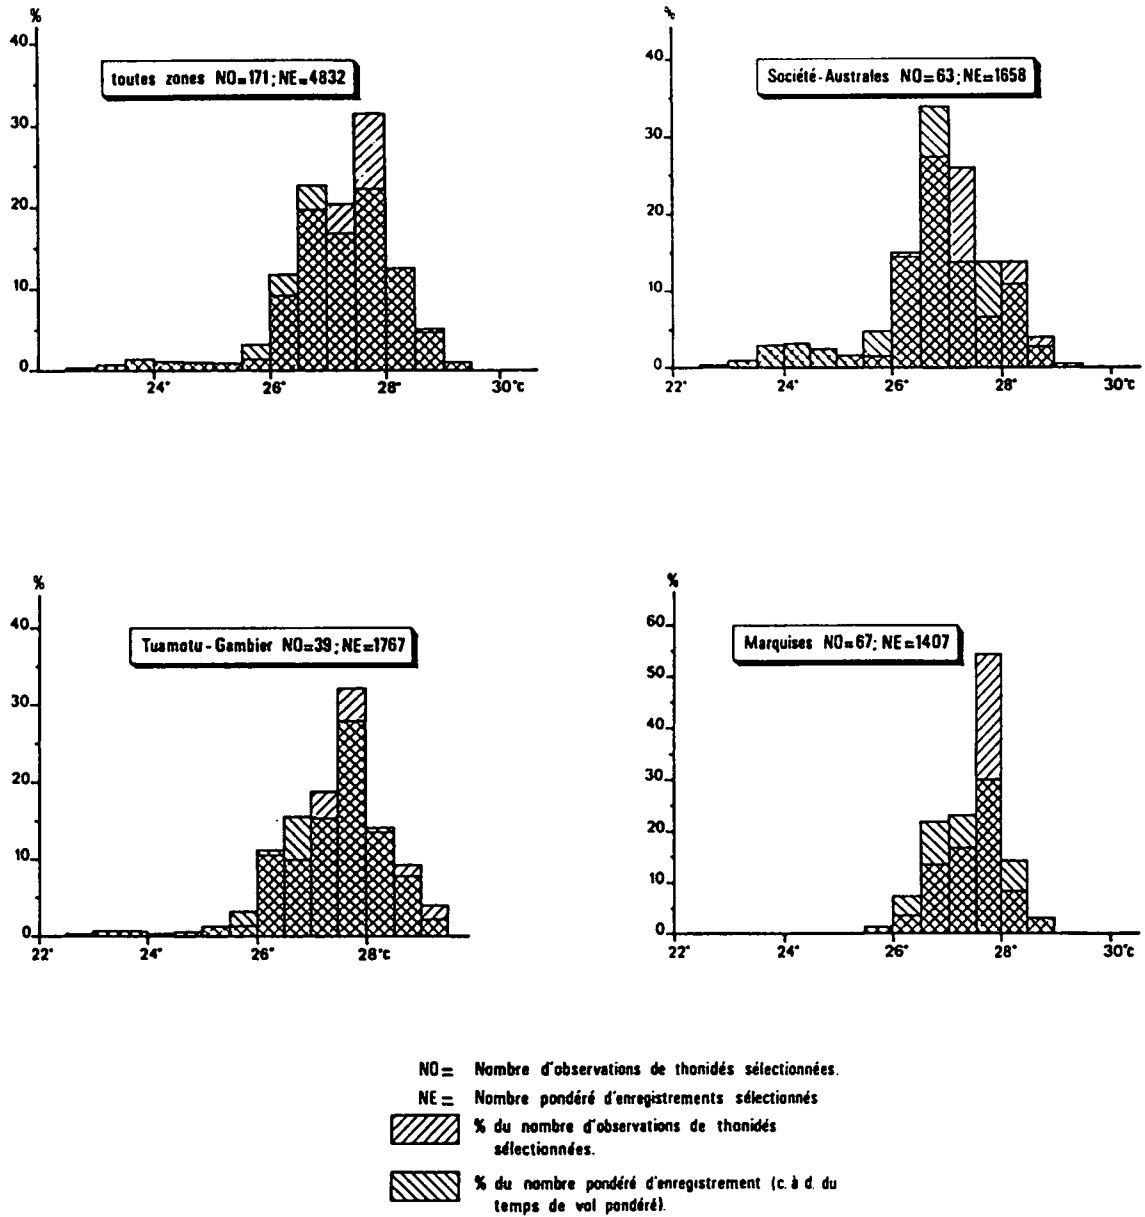 %
40
30
20
10
0
toutes zones NO=171; NE=4832
24°
26°
28°
30°c
%
40
30
20
10
0
Société-Australes NO=63; NE=1658
22°
24°
26°
28°
30°c
%
40
30
20
10
0
Tuamotu-Gambier NO=39; NE=1767
22°
24°
26°
28°c
%
60
50
40
30
20
10
0
Marquises NO=67; NE=1407
22°
24°
26°
28°
30°c
NO= Nombre d'observations de thonidés sélectionnées.
NE= Nombre pondéré d'enregistrements sélectionnés
% du nombre d'observations de thonidés
sélectionnées.
% du nombre pondéré d'enregistrement (c. à d. du
temps de vol pondéré).